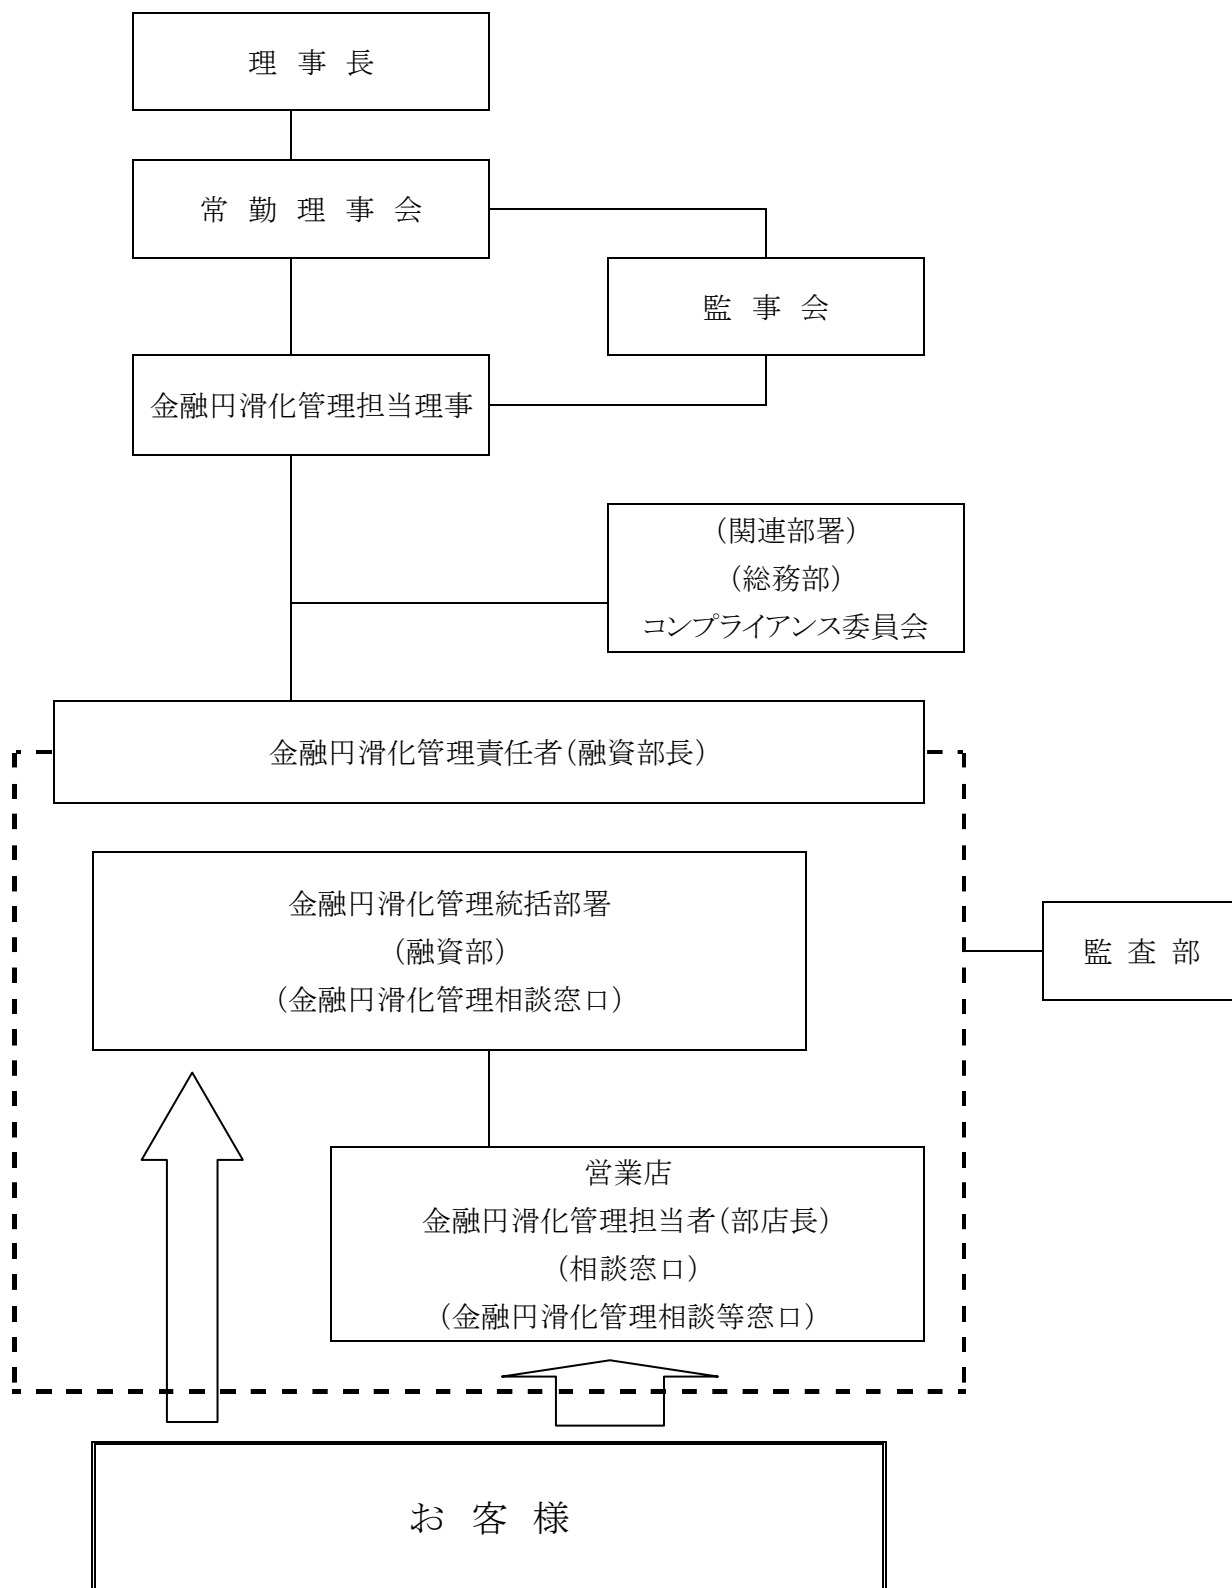 理事長
常勤理事会
監事会
金融円滑化管理担当理事
（関連部署）
（総務部）
コンプライアンス委員会
金融円滑化管理責任者（融資部長）
金融円滑化管理統括部署
（融資部）
（金融円滑化管理相談窓口）
監査部
営業店
金融円滑化管理担当者（部店長）
（相談窓口）
（金融円滑化管理相談等窓口）
お客様